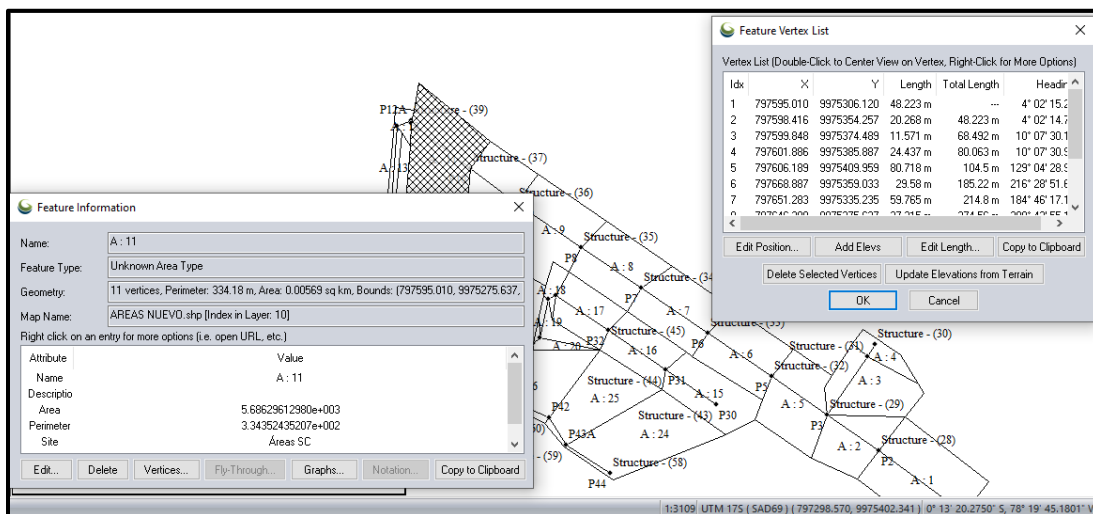 Feature Vertex List
Vertex List (Double-Click to Center View on Vertex, Right-Click for More Options)
Idx X Y Length Total Length
1 797595.010 9975306.120 48.223 m --- 4° 02' 15.2
2 797598.416 9975354.257 20.268 m 48.223 m 4° 02' 14.7
3 797599.848 9975374.489 11.571 m 68.492 m 10° 07' 30.1
4 797601.886 9975385.887 24.437 m 80.063 m 10° 07' 30.9
5 797606.189 9975409.959 80.718 m 104.5 m 129° 04' 28.9
6 797668.887 9975359.033 29.58 m 185.22 m 216° 28' 51.6
7 797651.283 9975335.235 59.765 m 214.8 m 184° 46' 17.1
Edit Position... Add Elevs Edit Length... Copy to Clipboard
Delete Selected Vertices Update Elevations from Terrain
OK Cancel
P12A
(39)
A : 13
Structure - (37)
Structure - (36)
A : 9
Structure - (35)
P8
A : 8
P7
A : 7
A : 18
A : 17
Structure - (45)
P6
A : 19
A : 20
P32
A : 16
A : 6
Structure - (31)
Structure - (30)
Structure - (32)
A : 4
A : 3
Structure - (44)
P31
A : 15
P5
A : 25
P30
A : 5
Structure - (29)
P42
Structure - (43)
P3
P43A
A : 24
A : 2
Structure - (28)
- (59)
Structure - (58)
P2
P44
A : 1
Feature Information
Name: A : 11
Feature Type: Unknown Area Type
Geometry: 11 vertices, Perimeter: 334.18 m, Area: 0.00569 sq km, Bounds: (797595.010, 9975275.637,
Map Name: AREAS NUEVO.shp [Index in Layer: 10]
Right click on an entry for more options (i.e. open URL, etc.)
Attribute Value
Name A : 11
Descriptio
Area 5.68629612980e+003
Perimeter 3.34352435207e+002
Site Áreas SC
Edit... Delete Vertices... Fly-Through... Graphs... Notation... Copy to Clipboard
1:3109 UTM 17S ( SAD69 ) ( 797298.570, 9975402.341 ) 0° 13' 20.2750" S, 78° 19' 45.1801" W